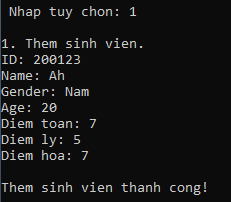 Nhap tuy chon: 1
1. Them sinh vien.
ID: 200123
Name: Ah
Gender: Nam
Age: 20
Diem toan: 7
Diem ly: 5
Diem hoa: 7
Them sinh vien thanh cong!